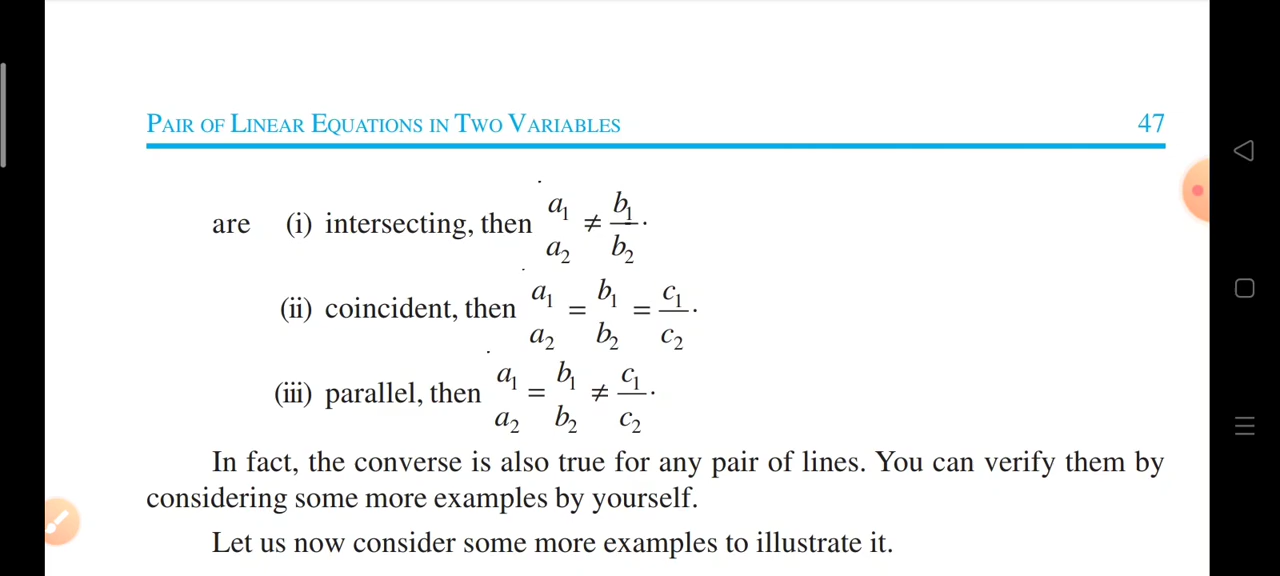 PAIR OF LINEAR EQUATIONS IN TWO VARIABLES 47
are (i) intersecting, then a₁/a₂ ≠ b₁/b₂.
(ii) coincident, then a₁/a₂ = b₁/b₂ = c₁/c₂.
(iii) parallel, then a₁/a₂ = b₁/b₂ ≠ c₁/c₂.
In fact, the converse is also true for any pair of lines. You can verify them by
considering some more examples by yourself.
Let us now consider some more examples to illustrate it.